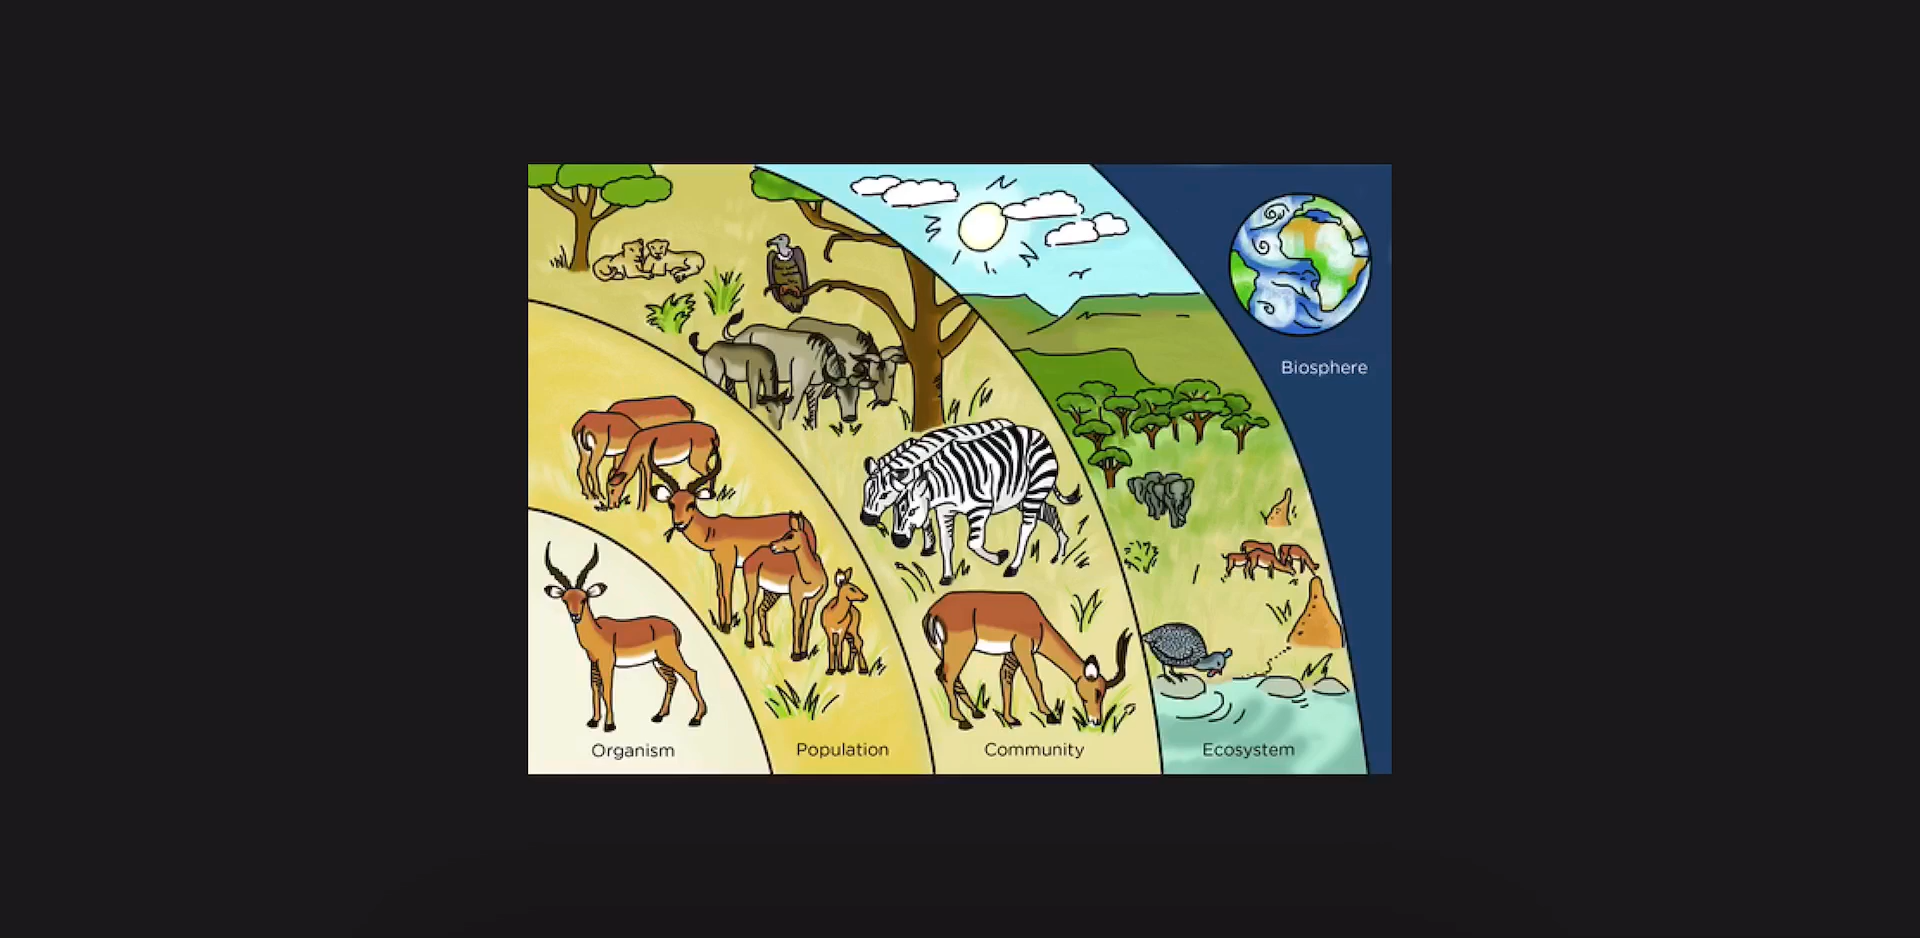 Biosphere
Organism
Population
Community
Ecosystem